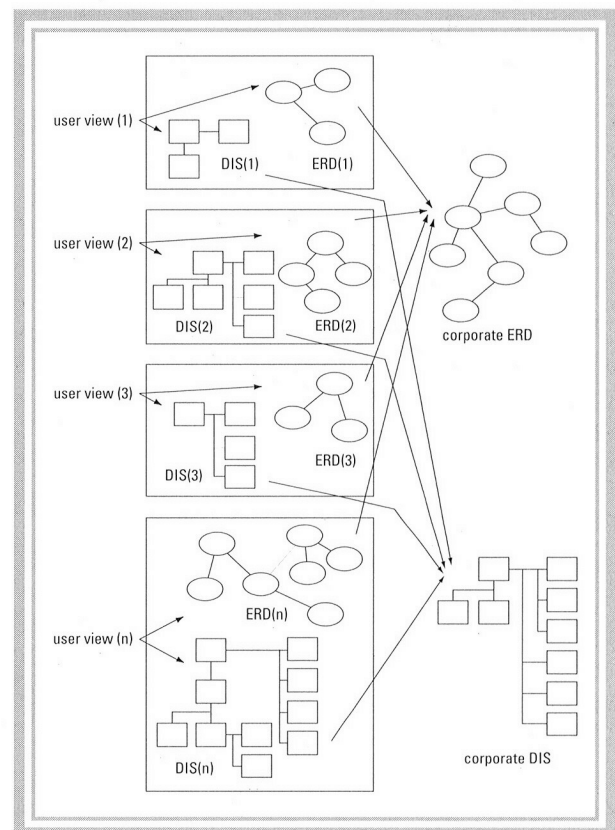 user view (1)
DIS(1)
ERD(1)
user view (2)
DIS(2)
ERD(2)
corporate ERD
user view (3)
DIS(3)
ERD(3)
user view (n)
ERD(n)
DIS(n)
corporate DIS